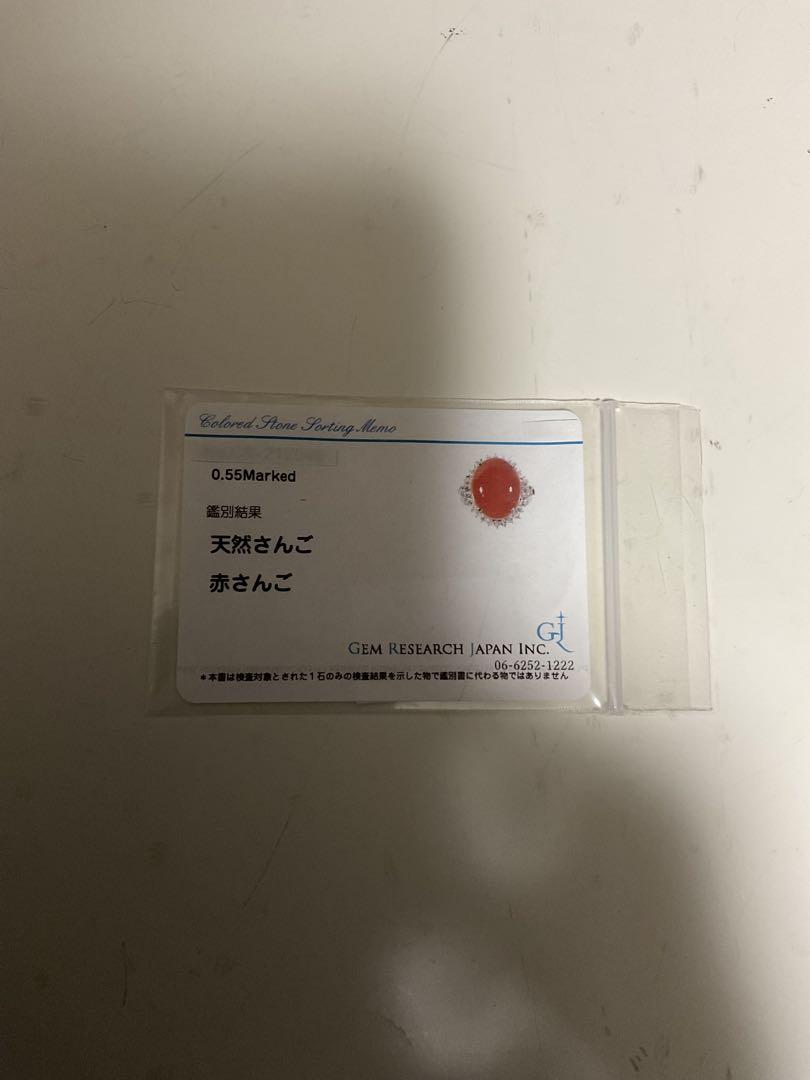 Colored Stone Sorting Memo
0.55Marked
鑑別結果
天然さんご
赤さんご
GJ
GEM RESEARCH JAPAN INC.
06-6252-1222
*本書は検査対象とされた1石のみの検査結果を示した物で鑑別書に代わる物ではありません